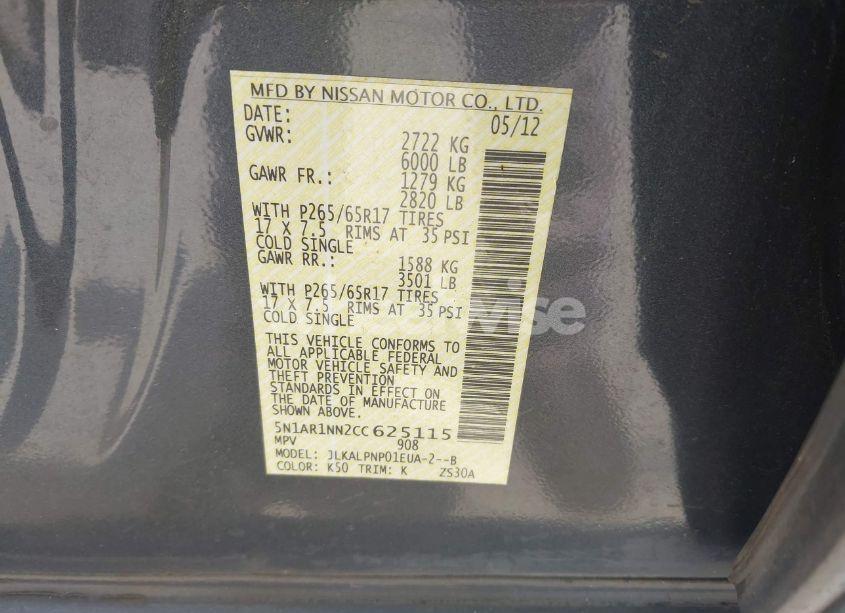 MFD BY NISSAN MOTOR CO., LTD.
DATE: 05/12
GVWR: 2722 KG
6000 LB
GAWR FR.: 1279 KG
2820 LB
WITH P265/65R17 TIRES
17 X 7.5 RIMS AT 35 PSI
COLD SINGLE
GAWR RR.: 1588 KG
3501 LB
WITH P265/65R17 TIRES
17 X 7.5 RIMS AT 35 PSI
COLD SINGLE
THIS VEHICLE CONFORMS TO
ALL APPLICABLE FEDERAL
MOTOR VEHICLE SAFETY AND
THEFT PREVENTION
STANDARDS IN EFFECT ON
THE DATE OF MANUFACTURE
SHOWN ABOVE.
5N1AR1NN2CC625115
MPV 908
MODEL: JLKALPNP01EUA-2--B
COLOR: K50 TRIM: K ZS30A